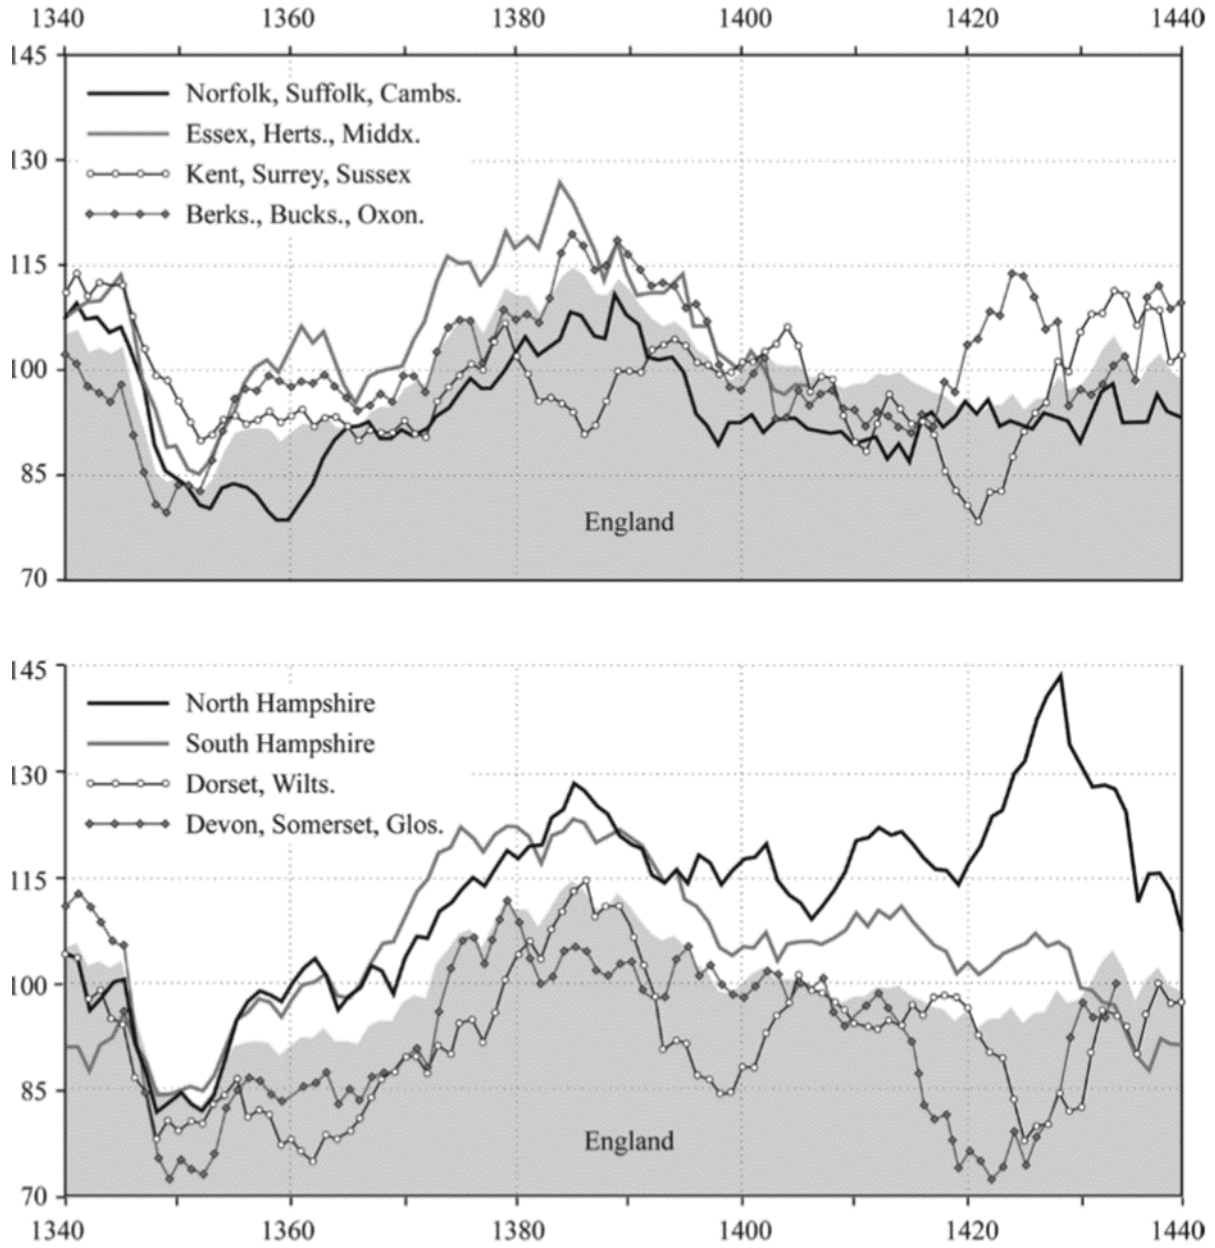 1340 1360 1380 1400 1420 1440
145
Norfolk, Suffolk, Cambs.
Essex, Herts., Middx.
130
Kent, Surrey, Sussex
Berks., Bucks., Oxon.
115
100
85
England
70
145
North Hampshire
South Hampshire
130
Dorset, Wilts.
Devon, Somerset, Glos.
115
100
85
England
70
1340 1360 1380 1400 1420 1440